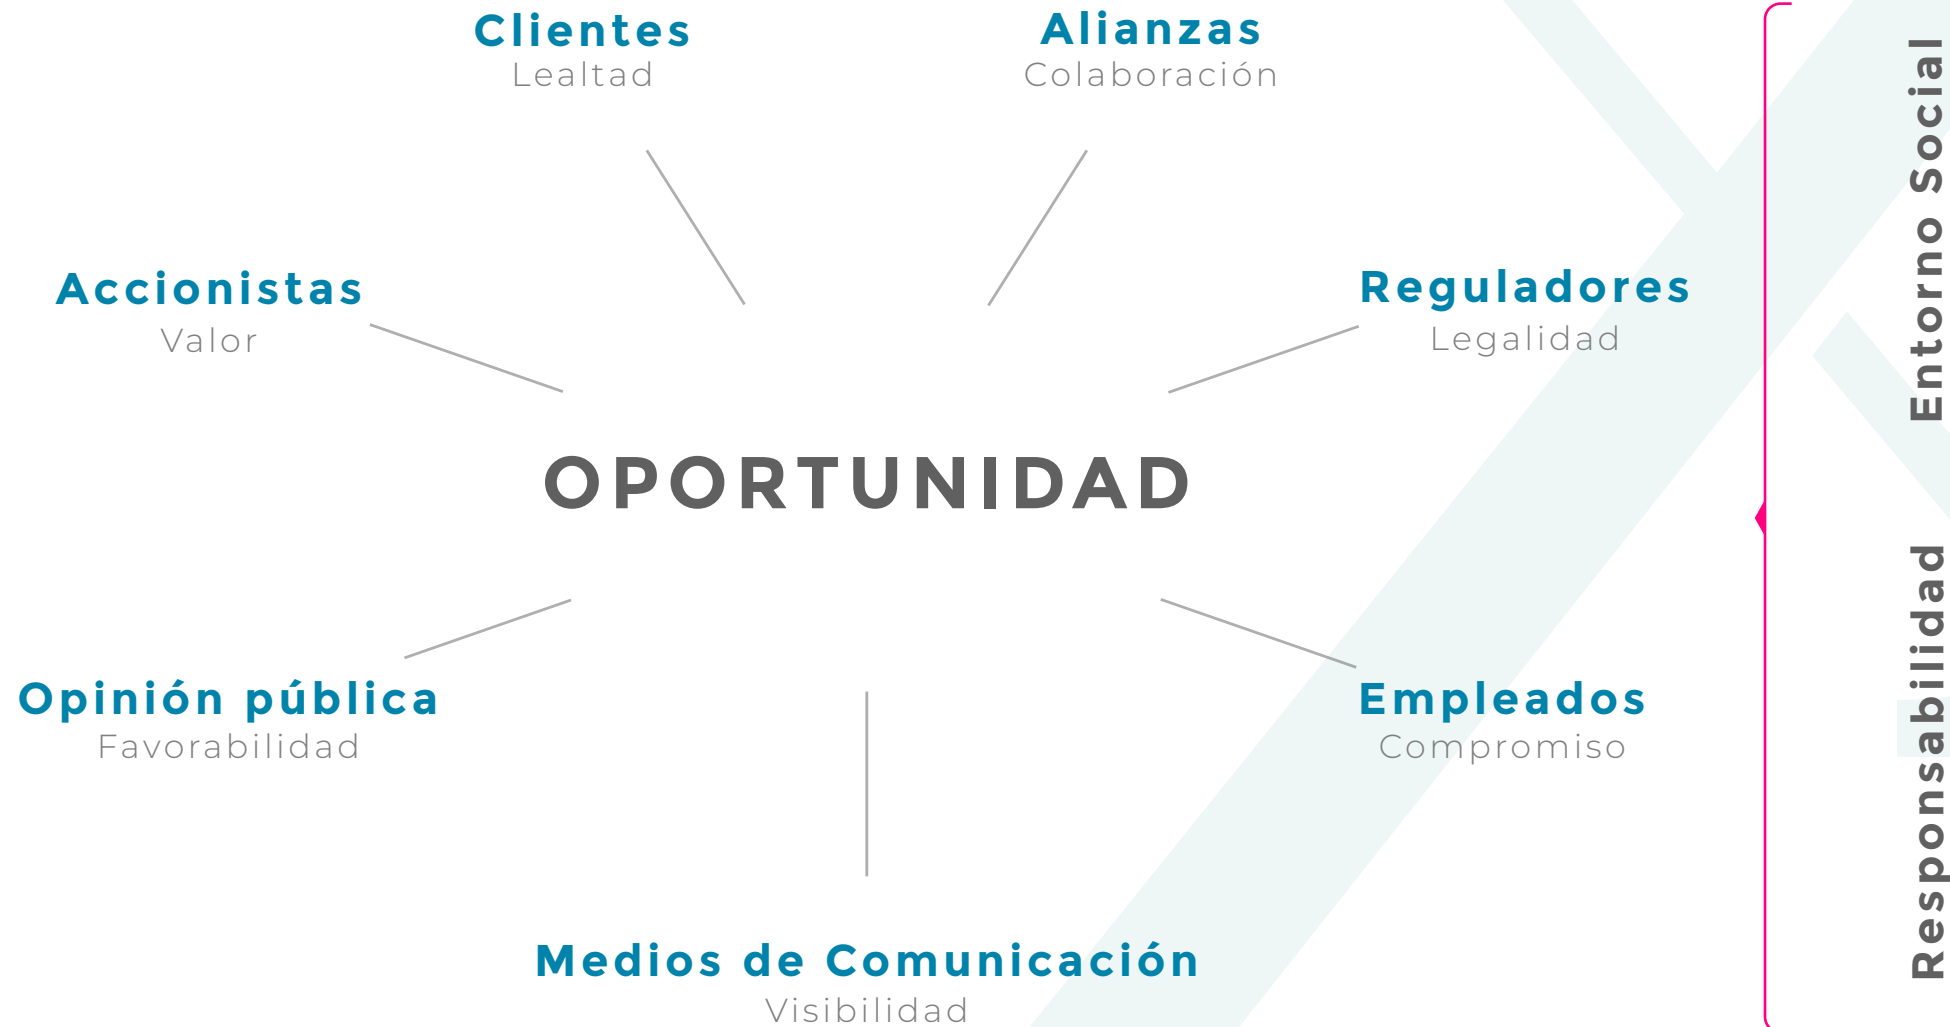 Clientes
Lealtad
Alianzas
Colaboración
Accionistas
Valor
Reguladores
Legalidad
OPORTUNIDAD
Opinión pública
Favorabilidad
Empleados
Compromiso
Medios de Comunicación
Visibilidad
Responsabilidad
Entorno Social